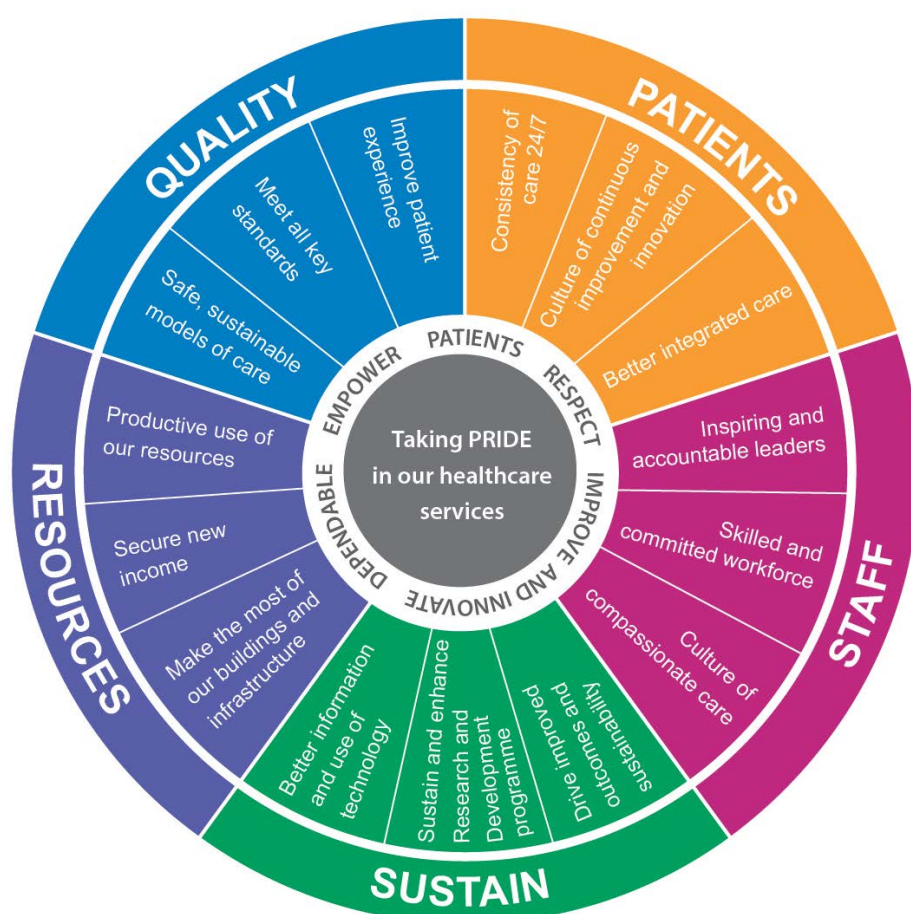 QUALITY
Safe, sustainable
models of care
Meet all key
standards
Improve patient
experience
PATIENTS
Consistency of
care 24/7
Culture of continuous
improvement and
innovation
Better integrated care
STAFF
Inspiring and
accountable leaders
Skilled and
committed workforce
Culture of
compassionate care
SUSTAIN
Drive improved
outcomes and
sustainability
Sustain and enhance
Research and
Development
programme
Better information
and use of
technology
RESOURCES
Make the most of
our buildings and
infrastructure
Secure new
income
Productive use of
our resources
PATIENTS
RESPECT
IMPROVE AND INNOVATE
DEPENDABLE
EMPOWER
Taking PRIDE
in our healthcare
services